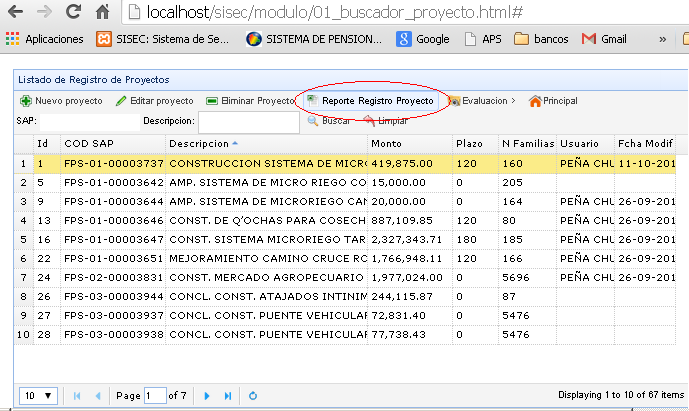 localhost/sisec/modulo/01_buscador_proyecto.html#
Aplicaciones SISEC: Sistema de Se... SISTEMA DE PENSION... Google APS bancos Gmail » Otros
Listado de Registro de Proyectos
Nuevo proyecto Editar proyecto Eliminar Proyecto Reporte Registro Proyecto Evaluacion > Principal
SAP: Descripcion: Buscar Limpiar
Id COD SAP Descripcion Monto Plazo N Familias Usuario Fcha Modif
1 1 FPS-01-00003737 CONSTRUCCION SISTEMA DE MICRO 419,875.00 120 160 PEÑA CHU 11-10-201
2 5 FPS-01-00003642 AMP. SISTEMA DE MICRO RIEGO CO 15,000.00 0 205
3 9 FPS-01-00003644 AMP. SISTEMA DE MICRORIEGO CAN 20,000.00 0 164 PEÑA CHU 26-09-201
4 13 FPS-01-00003646 CONST. DE Q'OCHAS PARA COSECH 887,109.85 120 80 PEÑA CHU 26-09-201
5 16 FPS-01-00003647 CONST. SISTEMA MICRORIEGO TAR 2,327,343.71 180 185 PEÑA CHU 26-09-201
6 22 FPS-01-00003651 MEJORAMIENTO CAMINO CRUCE RO 1,766,948.11 120 166 PEÑA CHU 26-09-201
7 24 FPS-02-00003831 CONST. MERCADO AGROPECUARIO 1,977,024.00 0 5696 PEÑA CHU 26-09-201
8 26 FPS-03-00003944 CONCL. CONST. ATAJADOS INTINIM 244,115.87 0 87
9 27 FPS-03-00003937 CONCL. CONST. PUENTE VEHICULAR 72,831.40 0 5476
10 28 FPS-03-00003938 CONCL. CONST. PUENTE VEHICULAR 77,738.43 0 5476
10 Page 1 of 7 Displaying 1 to 10 of 67 items